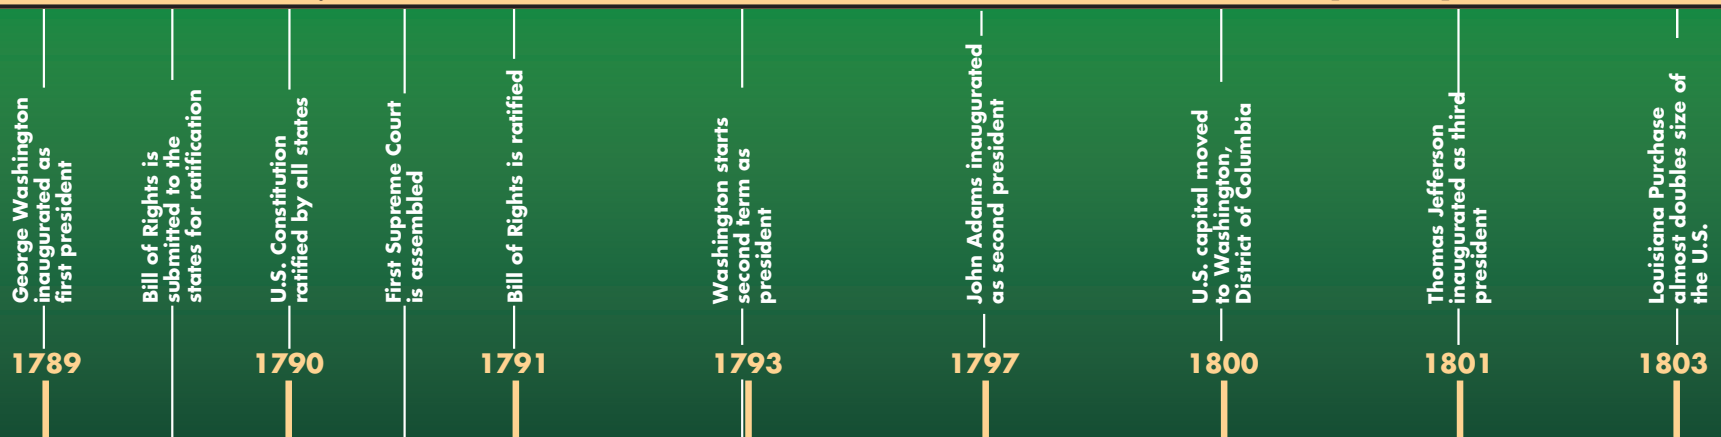 George Washington
inaugurated as
first president
Bill of Rights is
submitted to the
states for ratification
U.S. Constitution
ratified by all states
First Supreme Court
is assembled
Bill of Rights is ratified
Washington starts
second term as
president
John Adams inaugurated
as second president
U.S. capital moved
to Washington,
District of Columbia
Thomas Jefferson
inaugurated as third
president
Louisiana Purchase
almost doubles size of
the U.S.
1789
1790
1791
1793
1797
1800
1801
1803